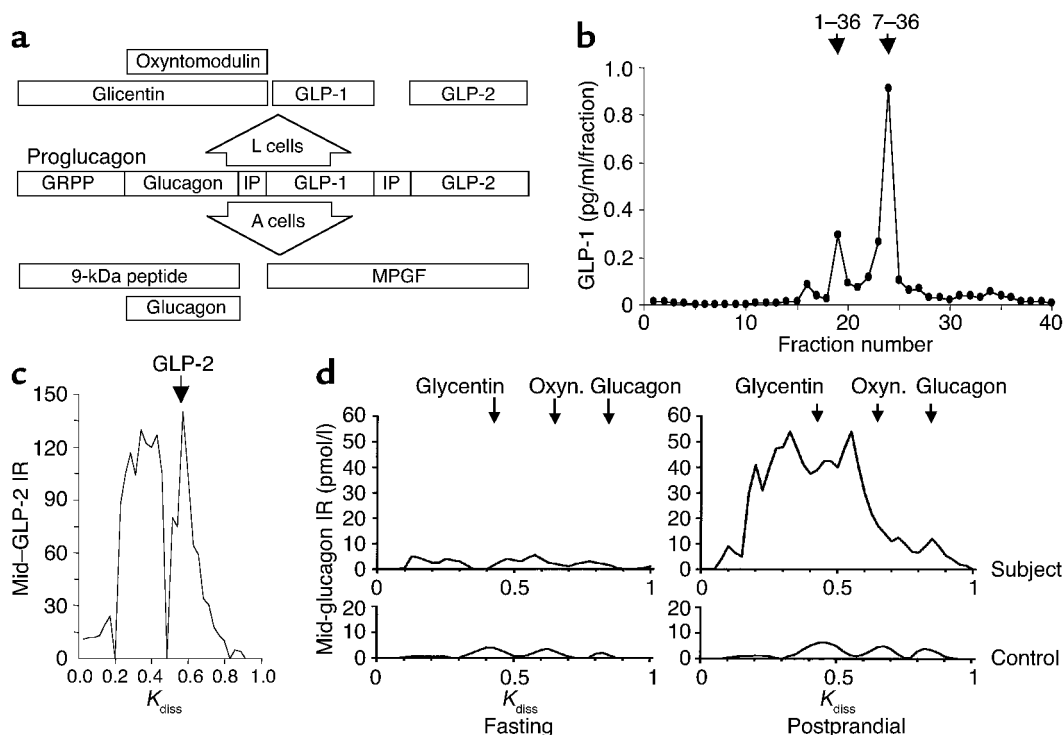 a
Oxyntomodulin
Glicentin GLP-1 GLP-2
L cells
Proglucagon
GRPP Glucagon IP GLP-1 IP GLP-2
A cells
9-kDa peptide MPGF
Glucagon
b
1–36 7–36
GLP-1 (pg/ml/fraction)
1.0
0.8
0.6
0.4
0.2
0
0 10 20 30 40
Fraction number
c
GLP-2
Mid–GLP-2 IR
150
120
90
60
30
0
0.0 0.2 0.4 0.6 0.8 1.0
Kdiss
d
Glycentin Oxyn. Glucagon Glycentin Oxyn. Glucagon
Mid-glucagon IR (pmol/l)
60 60
50 50
40 40
30 30
20 20
10 10
0 0 Subject
0 0.5 1 0 0.5 1
20 20
10 10
0 0 Control
0 0.5 1 0 0.5 1
Kdiss Kdiss
Fasting Postprandial